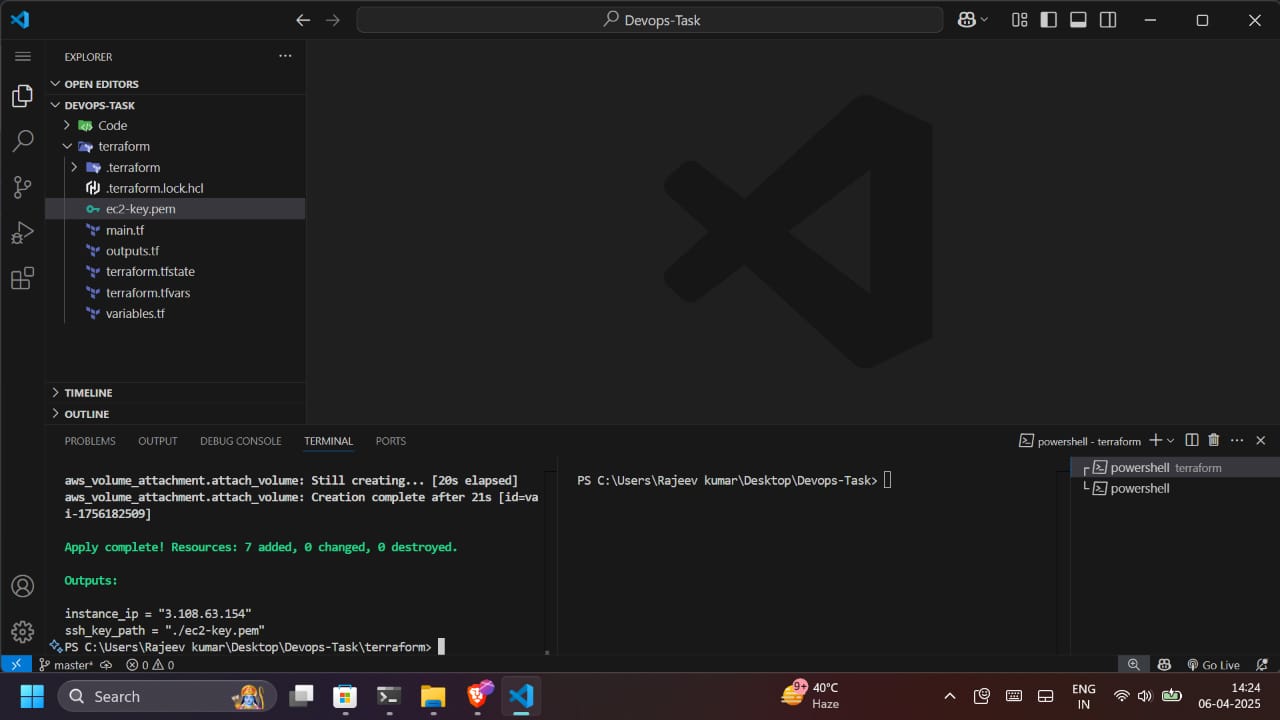 Devops-Task
EXPLORER
OPEN EDITORS
DEVOPS-TASK
Code
terraform
.terraform
.terraform.lock.hcl
ec2-key.pem
main.tf
outputs.tf
terraform.tfstate
terraform.tfvars
variables.tf
TIMELINE
OUTLINE
PROBLEMS OUTPUT DEBUG CONSOLE TERMINAL PORTS
powershell - terraform
aws_volume_attachment.attach_volume: Still creating... [20s elapsed]
aws_volume_attachment.attach_volume: Creation complete after 21s [id=va
i-1756182509]
Apply complete! Resources: 7 added, 0 changed, 0 destroyed.
Outputs:
instance_ip = "3.108.63.154"
ssh_key_path = "./ec2-key.pem"
PS C:\Users\Rajeev kumar\Desktop\Devops-Task\terraform>
PS C:\Users\Rajeev kumar\Desktop\Devops-Task>
powershell terraform
powershell
master* 0 0 Go Live
Search
9+
40°C
Haze
ENG
IN
14:24
06-04-2025